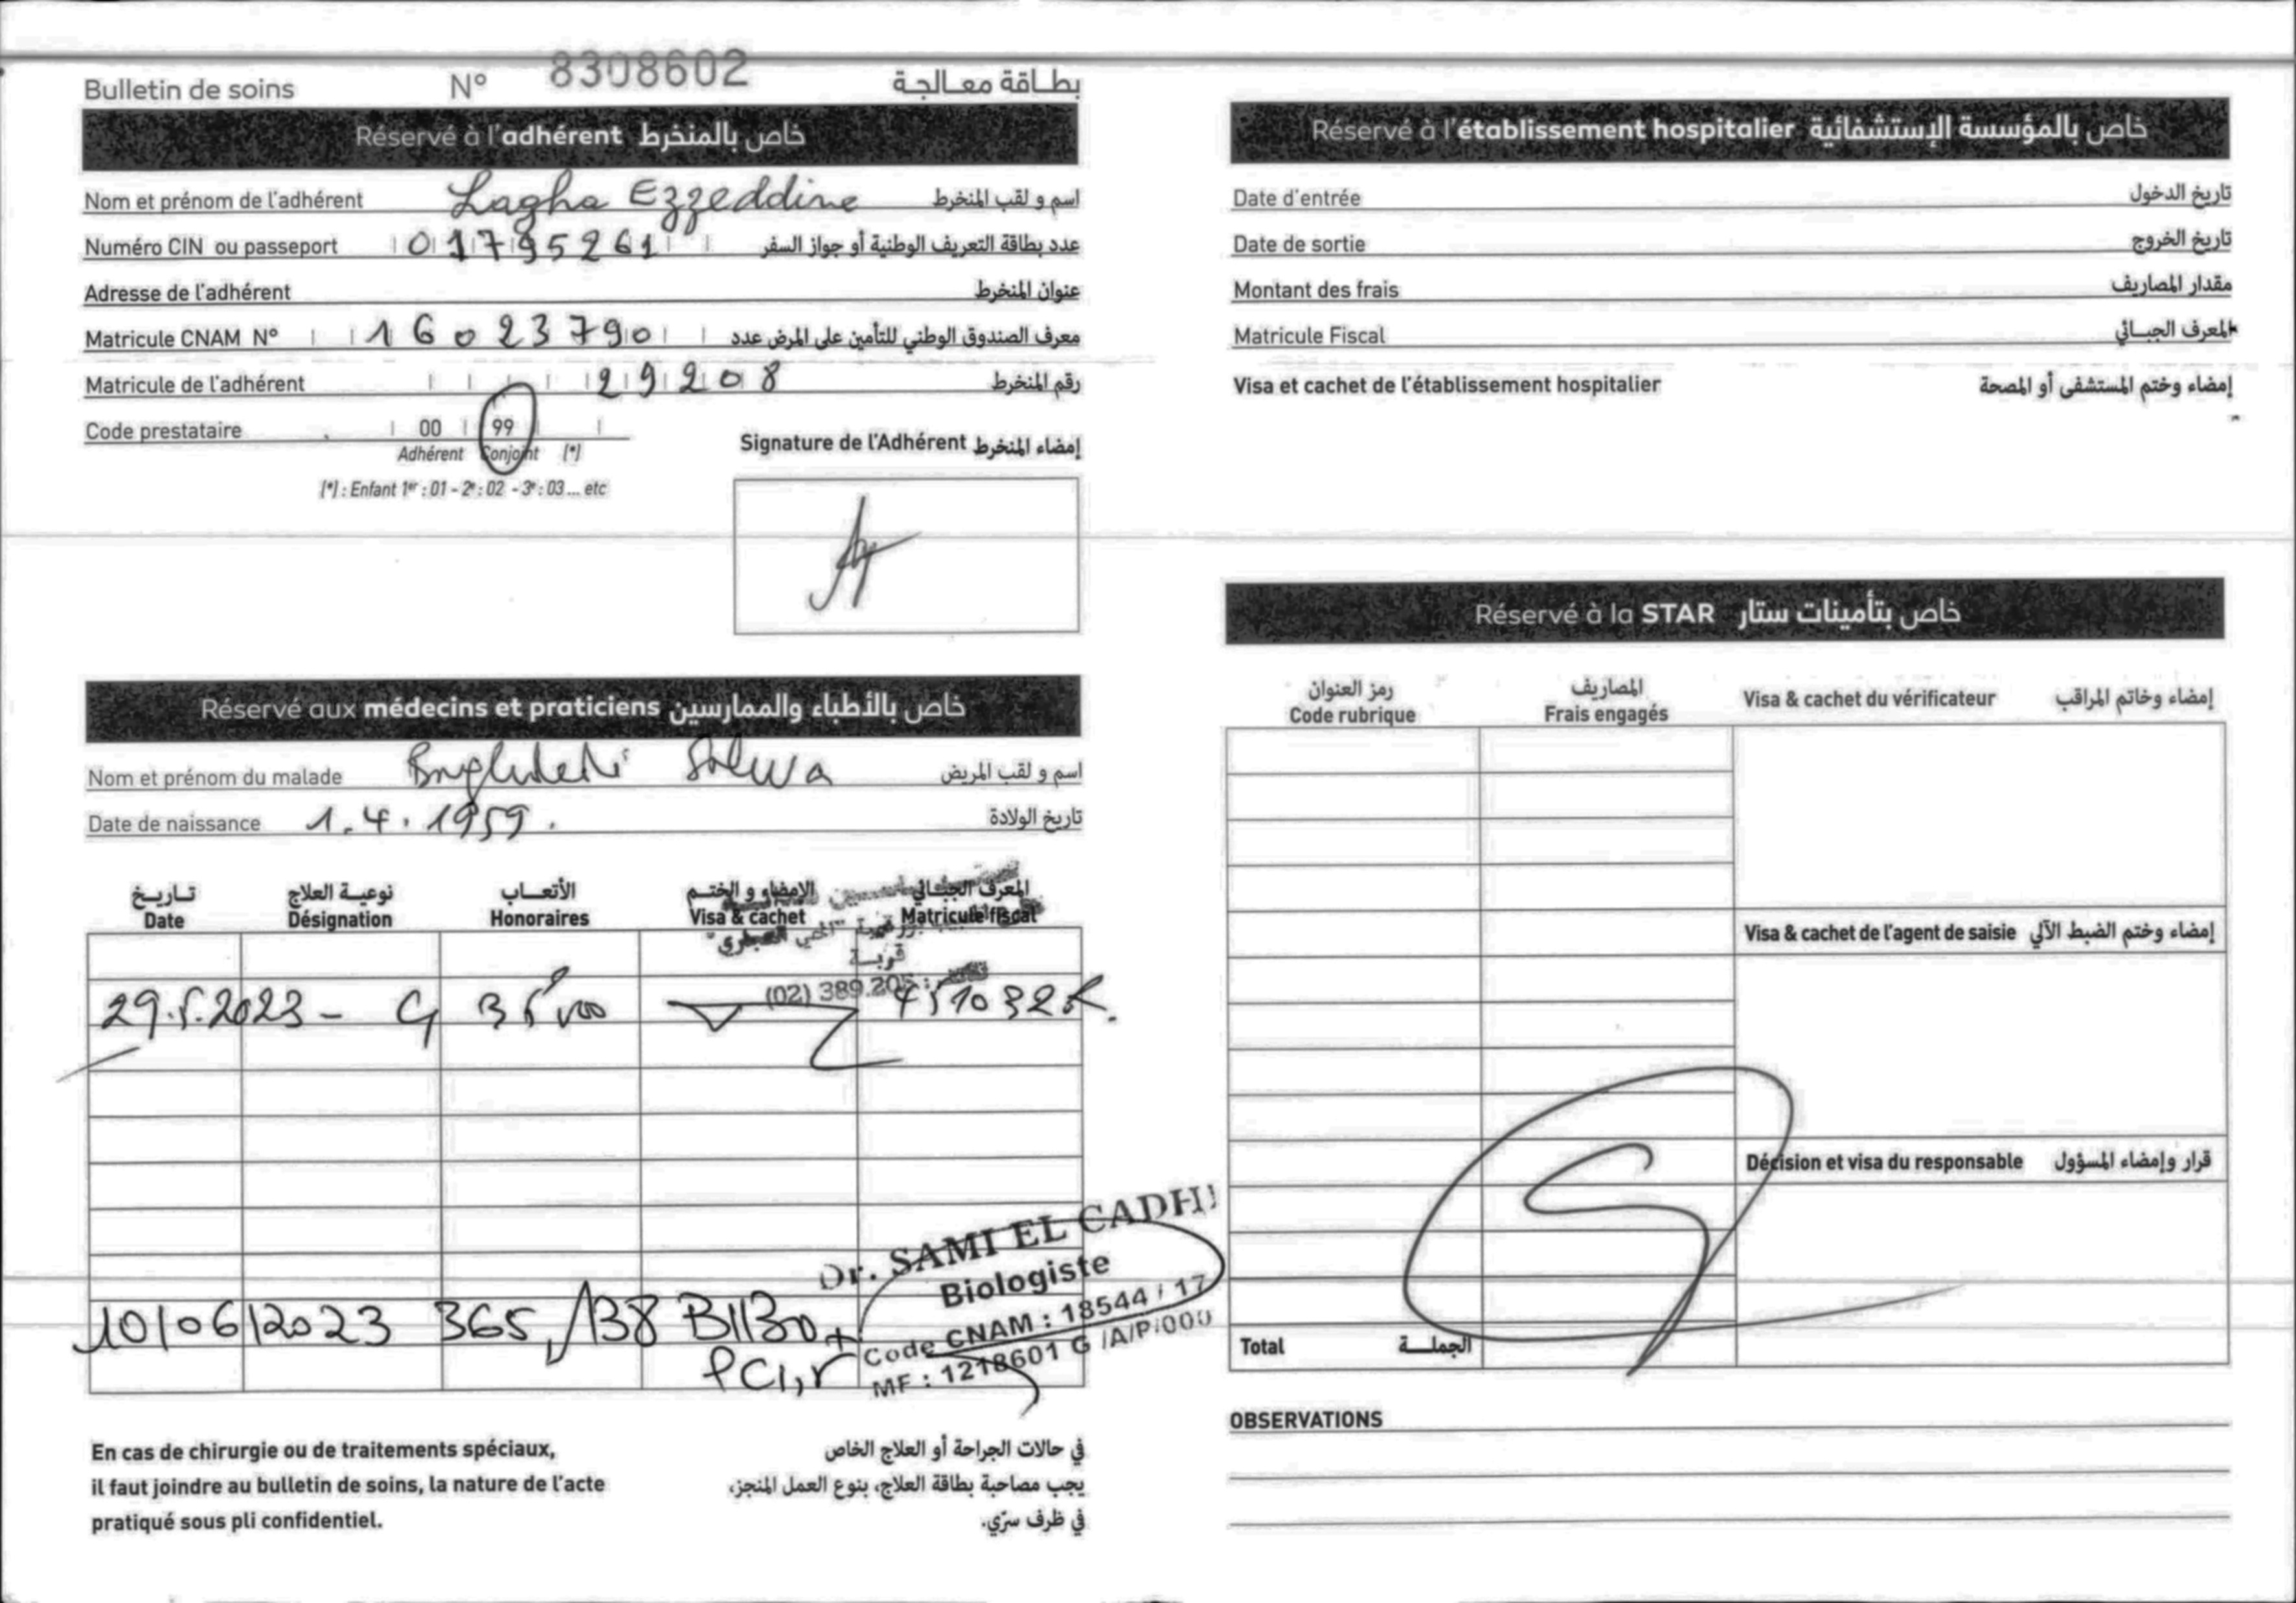 Bulletin de soins N° 8308602 بطاقة معالجة
Réservé à l'adhérent خاص بالمنخرط
Nom et prénom de l'adhérent Lagha Ezzeddine اسم و لقب المنخرط
Numéro CIN ou passeport 01795261 عدد بطاقة التعريف الوطنية أو جواز السفر
Adresse de l'adhérent عنوان المنخرط
Matricule CNAM N° 16023790 معرف الصندوق الوطني للتأمين على المرض عدد
Matricule de l'adhérent 29208 رقم المنخرط
Code prestataire 00 99
Adhérent Conjoint (*)
(*) : Enfant 1er : 01 - 2e : 02 - 3e : 03 ... etc
Signature de l'Adhérent إمضاء المنخرط
Réservé aux médecins et praticiens خاص بالأطباء والممارسين
Nom et prénom du malade Salwa اسم و لقب المريض
Date de naissance 1.4.1959. تاريخ الولادة
تاريخ نوعية العلاج الأتعاب الإمضاء و الختم المعرف الجبائي
Date Désignation Honoraires Visa & cachet Matricule fiscal
قربة
(02) 389.205
29.5.2023 -
10/06/2023 365,138 B1130 +
PC1,r
Dr. SAMI EL CADHI
Biologiste
Code CNAM : 18544 / 17
MF : 1218601 G /A/P/000
En cas de chirurgie ou de traitements spéciaux,
il faut joindre au bulletin de soins, la nature de l'acte
pratiqué sous pli confidentiel.
في حالات الجراحة أو العلاج الخاص
يجب مصاحبة بطاقة العلاج، بنوع العمل المنجز،
في ظرف سرّي.
Réservé à l'établissement hospitalier خاص بالمؤسسة الإستشفائية
Date d'entrée تاريخ الدخول
Date de sortie تاريخ الخروج
Montant des frais مقدار المصاريف
Matricule Fiscal المعرف الجبائي
Visa et cachet de l'établissement hospitalier إمضاء وختم المستشفى أو المصحة
Réservé à la STAR خاص بتأمينات ستار
رمز العنوان المصاريف
Code rubrique Frais engagés Visa & cachet du vérificateur إمضاء وخاتم المراقب
Visa & cachet de l'agent de saisie إمضاء وختم الضبط الآلي
Décision et visa du responsable قرار وإمضاء المسؤول
Total الجملة
OBSERVATIONS